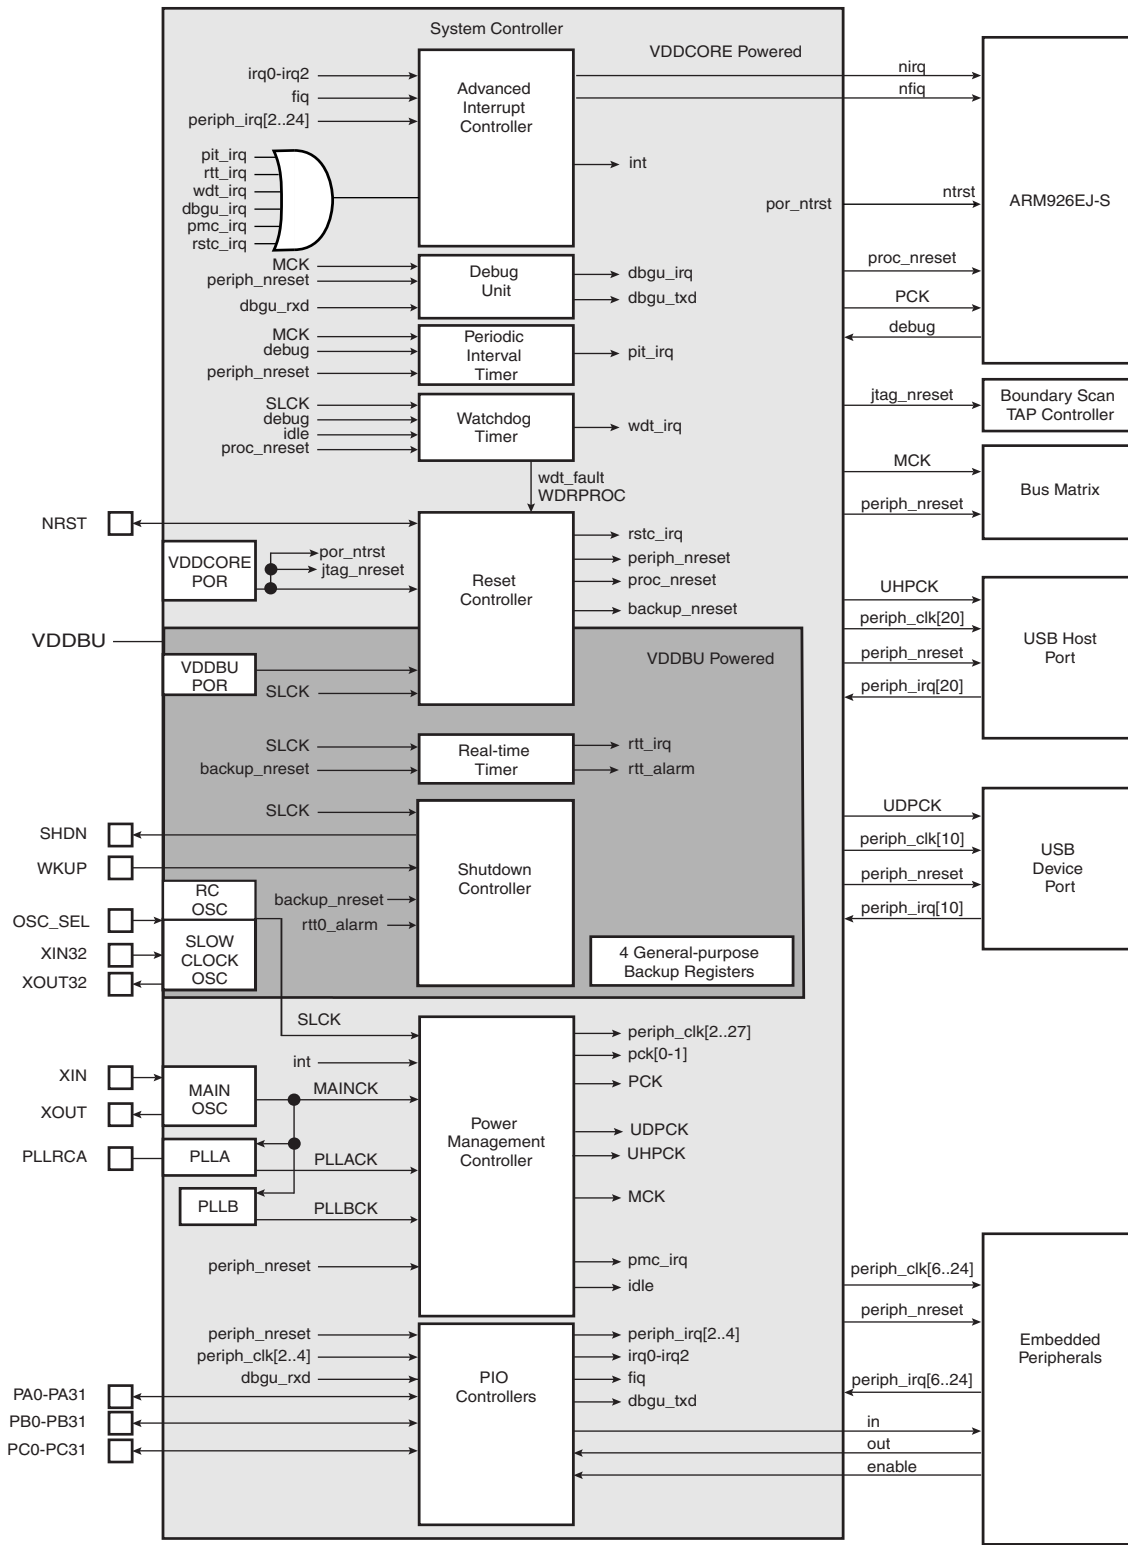 System Controller
VDDCORE Powered
irq0-irq2
fiq
periph_irq[2..24]
pit_irq
rtt_irq
wdt_irq
dbgu_irq
pmc_irq
rstc_irq
Advanced
Interrupt
Controller
int
nirq
nfiq
por_ntrst
ntrst
proc_nreset
PCK
debug
ARM926EJ-S
MCK
periph_nreset
dbgu_rxd
Debug
Unit
dbgu_irq
dbgu_txd
MCK
debug
periph_nreset
Periodic
Interval
Timer
pit_irq
SLCK
debug
idle
proc_nreset
Watchdog
Timer
wdt_irq
wdt_fault
WDRPROC
jtag_nreset
Boundary Scan
TAP Controller
MCK
periph_nreset
Bus Matrix
NRST
VDDCORE
POR
por_ntrst
jtag_nreset
Reset
Controller
rstc_irq
periph_nreset
proc_nreset
backup_nreset
VDDBU
VDDBU Powered
VDDBU
POR
SLCK
UHPCK
periph_clk[20]
periph_nreset
periph_irq[20]
USB Host
Port
SLCK
backup_nreset
Real-time
Timer
rtt_irq
rtt_alarm
SLCK
SHDN
WKUP
backup_nreset
rtt0_alarm
Shutdown
Controller
4 General-purpose
Backup Registers
UDPCK
periph_clk[10]
periph_nreset
periph_irq[10]
USB
Device
Port
RC
OSC
OSC_SEL
XIN32
XOUT32
SLOW
CLOCK
OSC
SLCK
int
XIN
XOUT
MAIN
OSC
MAINCK
PLLRCA
PLLA
PLLACK
PLLB
PLLBCK
periph_nreset
Power
Management
Controller
periph_clk[2..27]
pck[0-1]
PCK
UDPCK
UHPCK
MCK
pmc_irq
idle
periph_nreset
periph_clk[2..4]
dbgu_rxd
PA0-PA31
PB0-PB31
PC0-PC31
PIO
Controllers
periph_irq[2..4]
irq0-irq2
fiq
dbgu_txd
periph_clk[6..24]
periph_nreset
periph_irq[6..24]
in
out
enable
Embedded
Peripherals